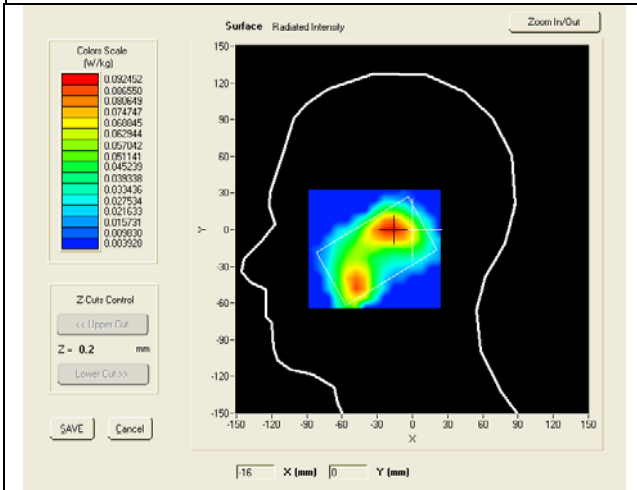 Surface Radiated Intensity
Zoom In/Out
Colors Scale
(W/kg)
0.092452
0.086550
0.080649
0.074747
0.068845
0.062944
0.057042
0.051141
0.045239
0.039338
0.033436
0.027534
0.021633
0.015731
0.009830
0.003928
150-
120-
90-
60-
30-
0-
-30-
-60-
-90-
-120-
-150-
Y
-150 -120 -90 -60 -30 0 30 60 90 120 150
X
Z-Cuts Control
<< Upper Cut
Z = 0.2 mm
Lower Cut >>
SAVE Cancel
-16 X (mm) 0 Y (mm)